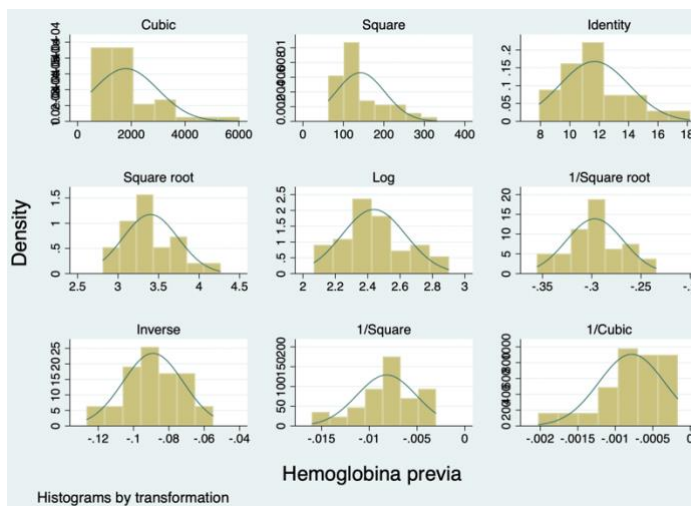 Cubic
Square
Identity
0 2000 4000 6000
0 100 200 300 400
0 .05 .1 .15 .2
8 10 12 14 16 18
Square root
Log
1/Square root
0 .5 1 1.5
2.5 3 3.5 4 4.5
0 .5 1 1.5 2 2.5
2 2.2 2.4 2.6 2.8 3
0 5 10 15 20
-.35 -.3 -.25
Density
Inverse
1/Square
1/Cubic
0 5 10 15 20 25
-.12 -.1 -.08 -.06 -.04
0 50 100 150 200
-.015 -.01 -.005 0
-.002 -.0015 -.001 -.0005
Hemoglobina previa
Histograms by transformation